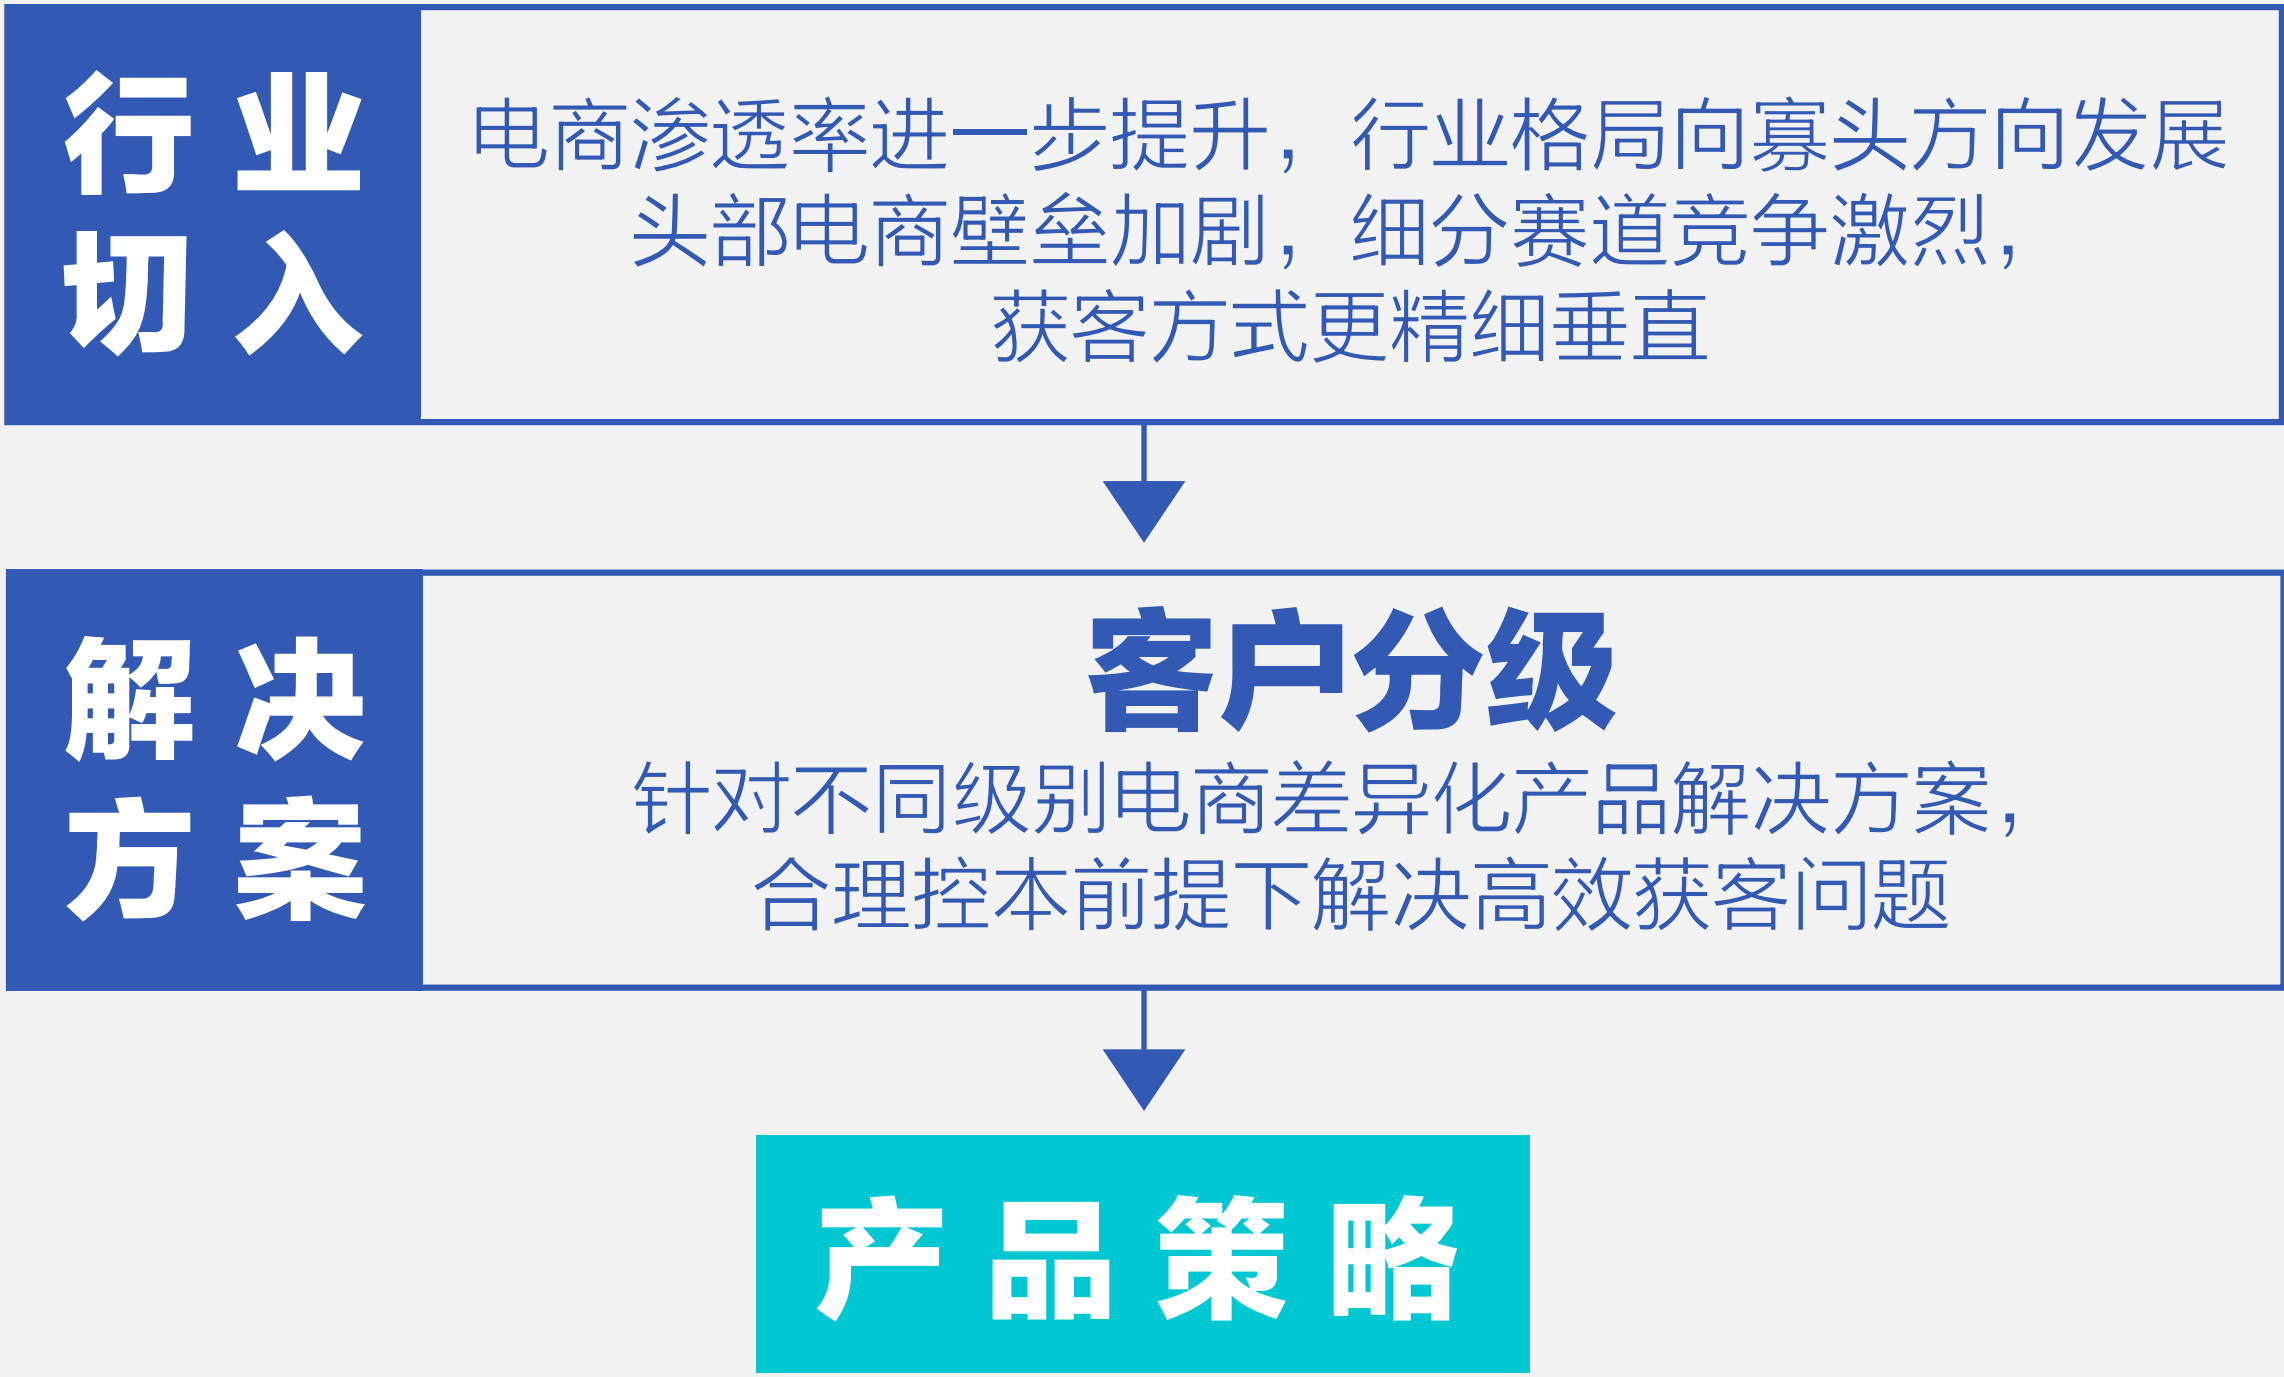 行业
切入
电商渗透率进一步提升，行业格局向寡头方向发展
头部电商壁垒加剧，细分赛道竞争激烈，
获客方式更精细垂直
解决
方案
客户分级
针对不同级别电商差异化产品解决方案，
合理控本前提下解决高效获客问题
产品策略